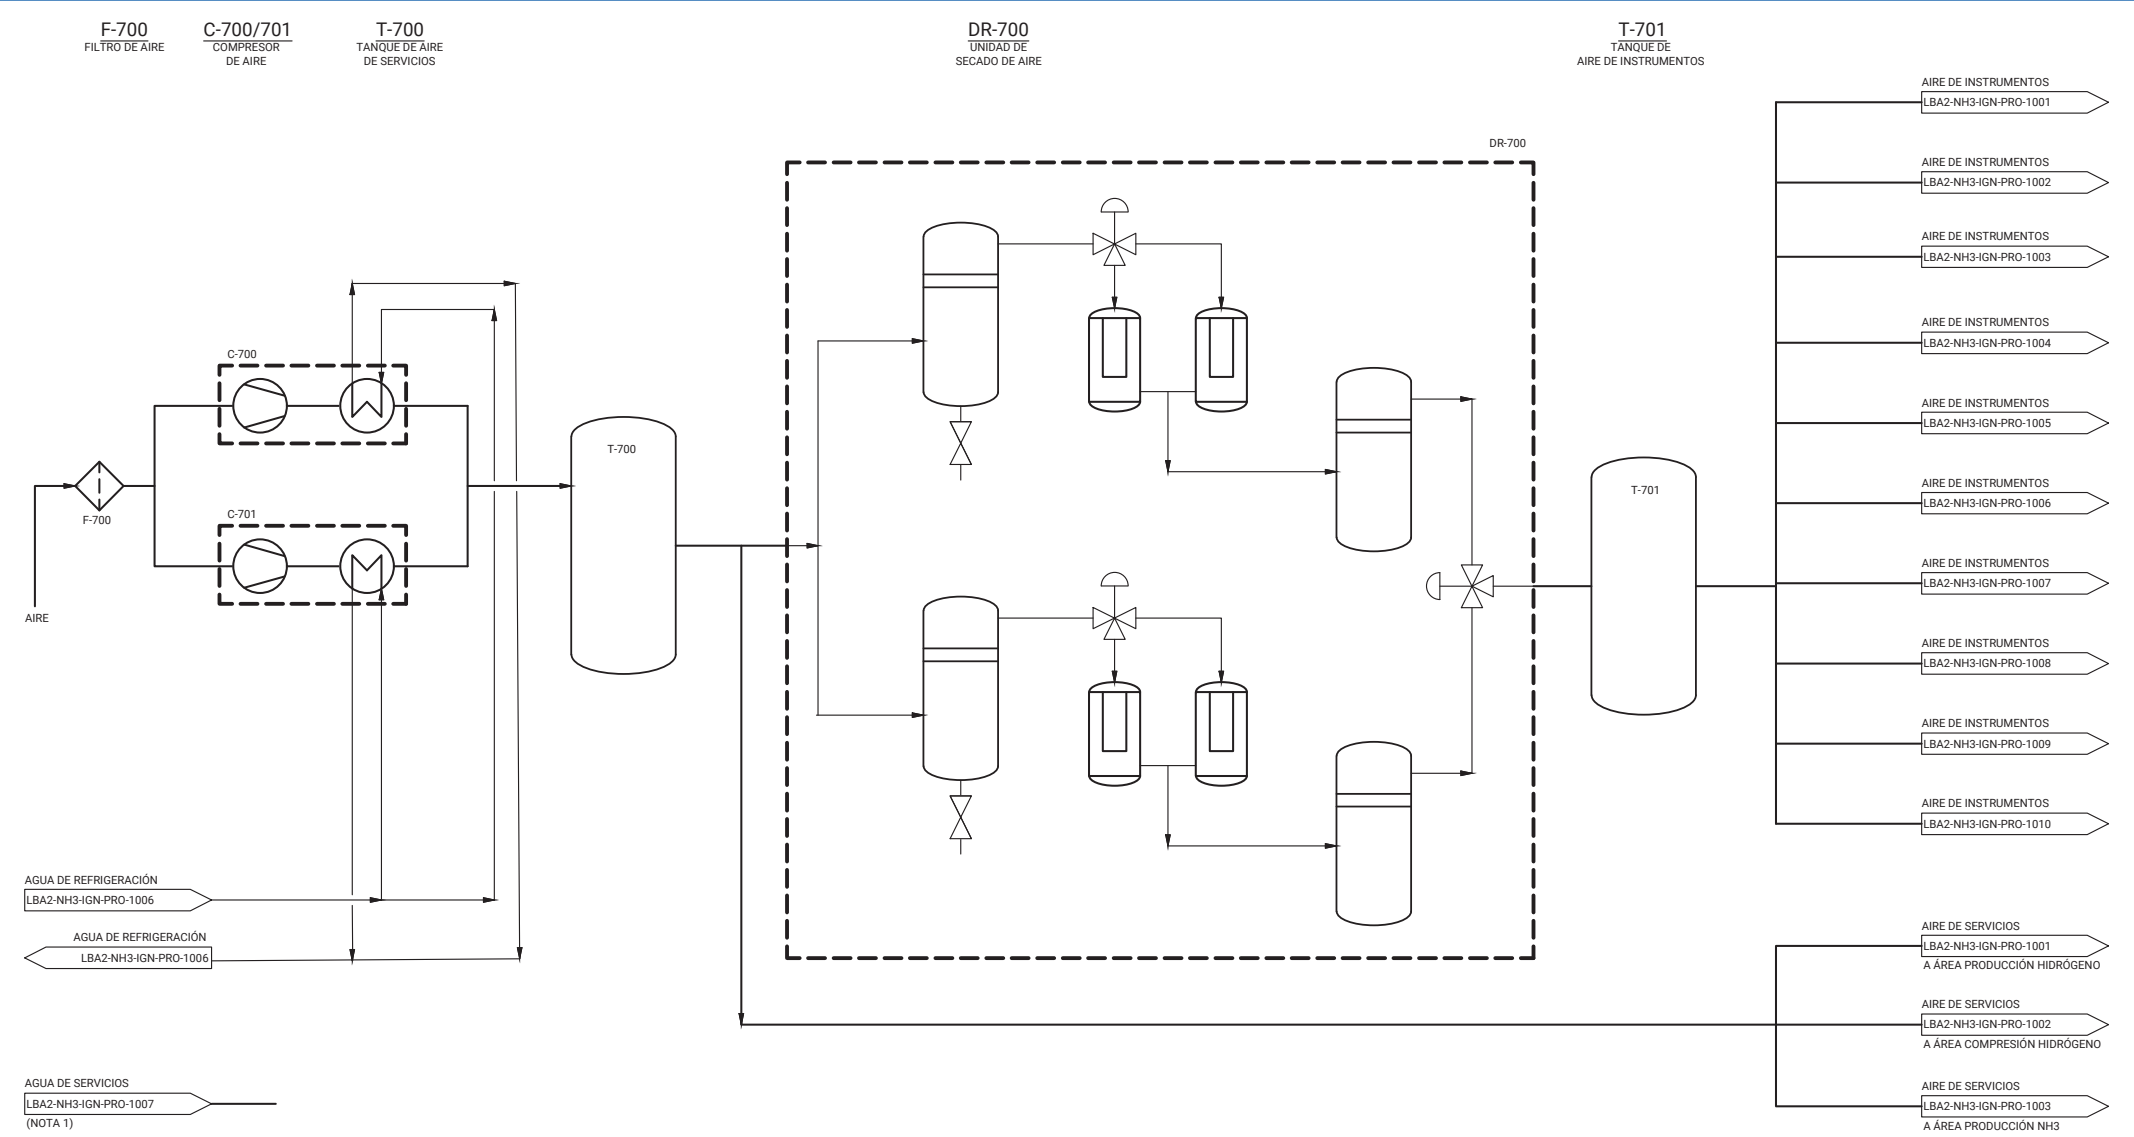 F-700
FILTRO DE AIRE
C-700/701
COMPRESOR
DE AIRE
T-700
TANQUE DE AIRE
DE SERVICIOS
DR-700
UNIDAD DE
SECADO DE AIRE
T-701
TANQUE DE
AIRE DE INSTRUMENTOS
AIRE DE INSTRUMENTOS
LBA2-NH3-IGN-PRO-1001
DR-700
AIRE DE INSTRUMENTOS
LBA2-NH3-IGN-PRO-1002
AIRE DE INSTRUMENTOS
LBA2-NH3-IGN-PRO-1003
AIRE DE INSTRUMENTOS
LBA2-NH3-IGN-PRO-1004
C-700
AIRE DE INSTRUMENTOS
LBA2-NH3-IGN-PRO-1005
T-700
AIRE DE INSTRUMENTOS
LBA2-NH3-IGN-PRO-1006
T-701
C-701
F-700
AIRE DE INSTRUMENTOS
LBA2-NH3-IGN-PRO-1007
AIRE
AIRE DE INSTRUMENTOS
LBA2-NH3-IGN-PRO-1008
AIRE DE INSTRUMENTOS
LBA2-NH3-IGN-PRO-1009
AIRE DE INSTRUMENTOS
LBA2-NH3-IGN-PRO-1010
AGUA DE REFRIGERACIÓN
LBA2-NH3-IGN-PRO-1006
AGUA DE REFRIGERACIÓN
LBA2-NH3-IGN-PRO-1006
AIRE DE SERVICIOS
LBA2-NH3-IGN-PRO-1001
A ÁREA PRODUCCIÓN HIDRÓGENO
AIRE DE SERVICIOS
LBA2-NH3-IGN-PRO-1002
A ÁREA COMPRESIÓN HIDRÓGENO
AGUA DE SERVICIOS
LBA2-NH3-IGN-PRO-1007
(NOTA 1)
AIRE DE SERVICIOS
LBA2-NH3-IGN-PRO-1003
A ÁREA PRODUCCIÓN NH3